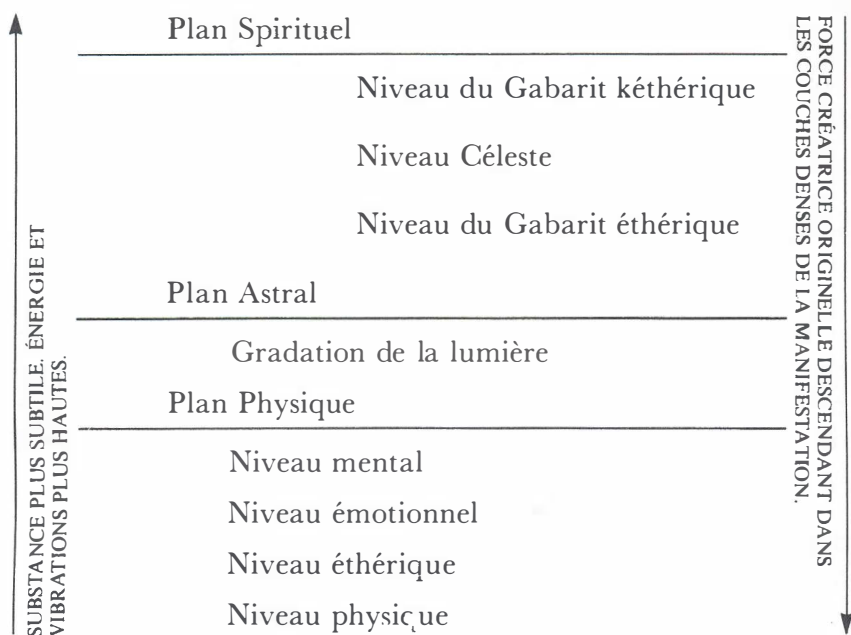 Plan Spirituel
Niveau du Gabarit kéthérique
Niveau Céleste
Niveau du Gabarit éthérique
Plan Astral
Gradation de la lumière
Plan Physique
Niveau mental
Niveau émotionnel
Niveau éthérique
Niveau physique
SUBSTANCE PLUS SUBTILE. ÉNERGIE ET
VIBRATIONS PLUS HAUTES.
FORCE CRÉATRICE ORIGINELLE DESCENDANT DANS
LES COUCHES DENSES DE LA MANIFESTATION.